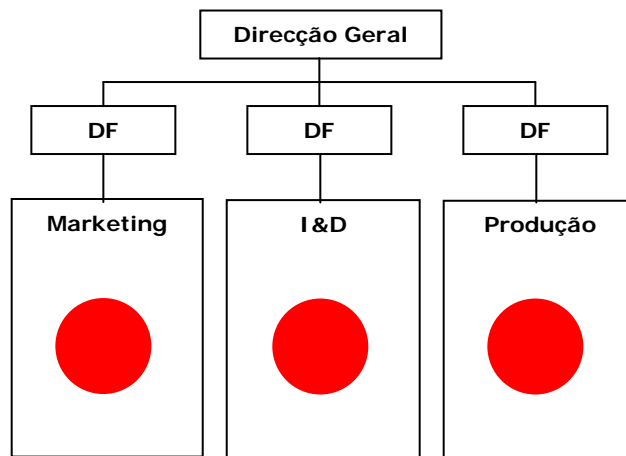 Direcção Geral
DF
DF
DF
Marketing
I&D
Produção